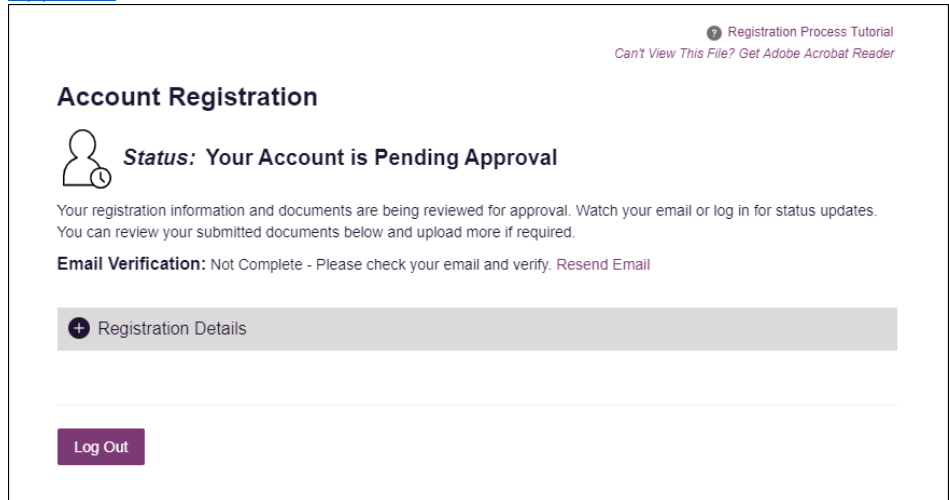 Registration Process Tutorial
Can't View This File? Get Adobe Acrobat Reader
Account Registration
Status: Your Account is Pending Approval
Your registration information and documents are being reviewed for approval. Watch your email or log in for status updates.
You can review your submitted documents below and upload more if required.
Email Verification: Not Complete - Please check your email and verify. Resend Email
Registration Details
Log Out